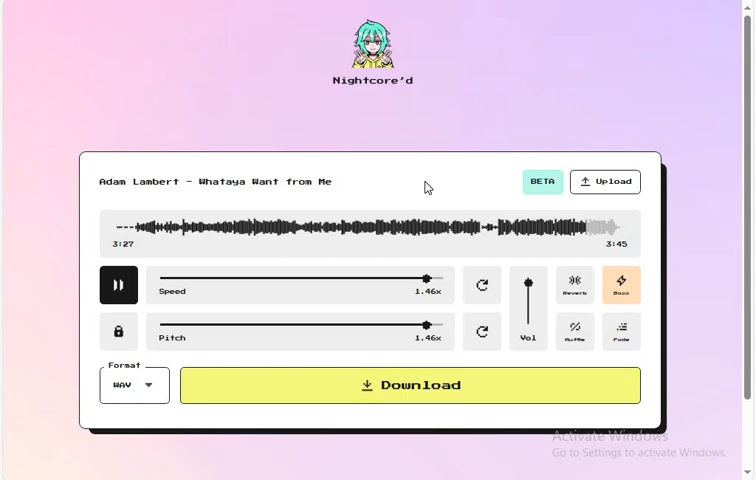 Nightcore'd
Adam Lambert - Whataya Want from Me
BETA
Upload
3:27
3:45
Speed
1.46x
Reverb
Bass
Pitch
1.46x
Vol
Muffle
Fade
Format
WAV
Download
Activate Windows
Go to Settings to activate Windows.